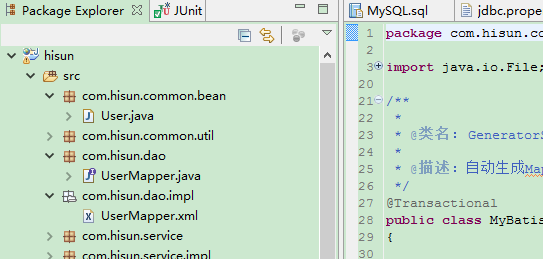 Package Explorer
JUnit
hisun
src
com.hisun.common.bean
User.java
com.hisun.common.util
com.hisun.dao
UserMapper.java
com.hisun.dao.impl
UserMapper.xml
com.hisun.service
com.hisun.service.impl
MySQL.sql
jdbc.prope
1 package com.hisun.co
2
3 import java.io.File;
20
21 /**
22 *
23 * @类名: Generator
24 *
25 * @描述: 自动生成Map
26 */
27 @Transactional
28 public class MyBatis
29 {
30